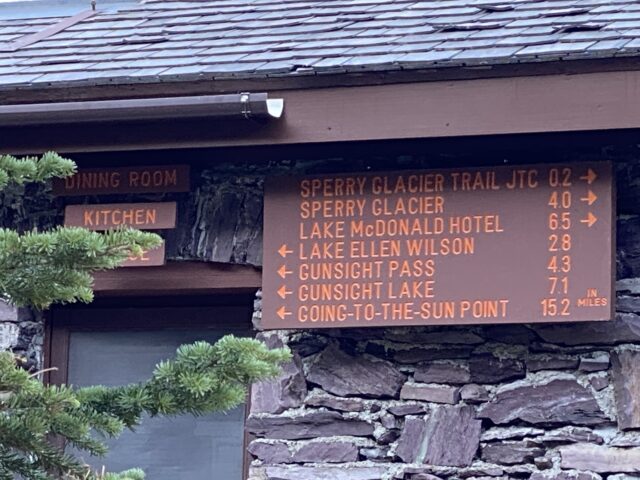 DINING ROOM
KITCHEN
SPERRY GLACIER TRAIL JTC 0.2 →
SPERRY GLACIER 4.0 →
LAKE McDONALD HOTEL 6.5 →
← LAKE ELLEN WILSON 2.8
← GUNSIGHT PASS 4.3
← GUNSIGHT LAKE 7.1
← GOING-TO-THE-SUN POINT 15.2 IN MILES